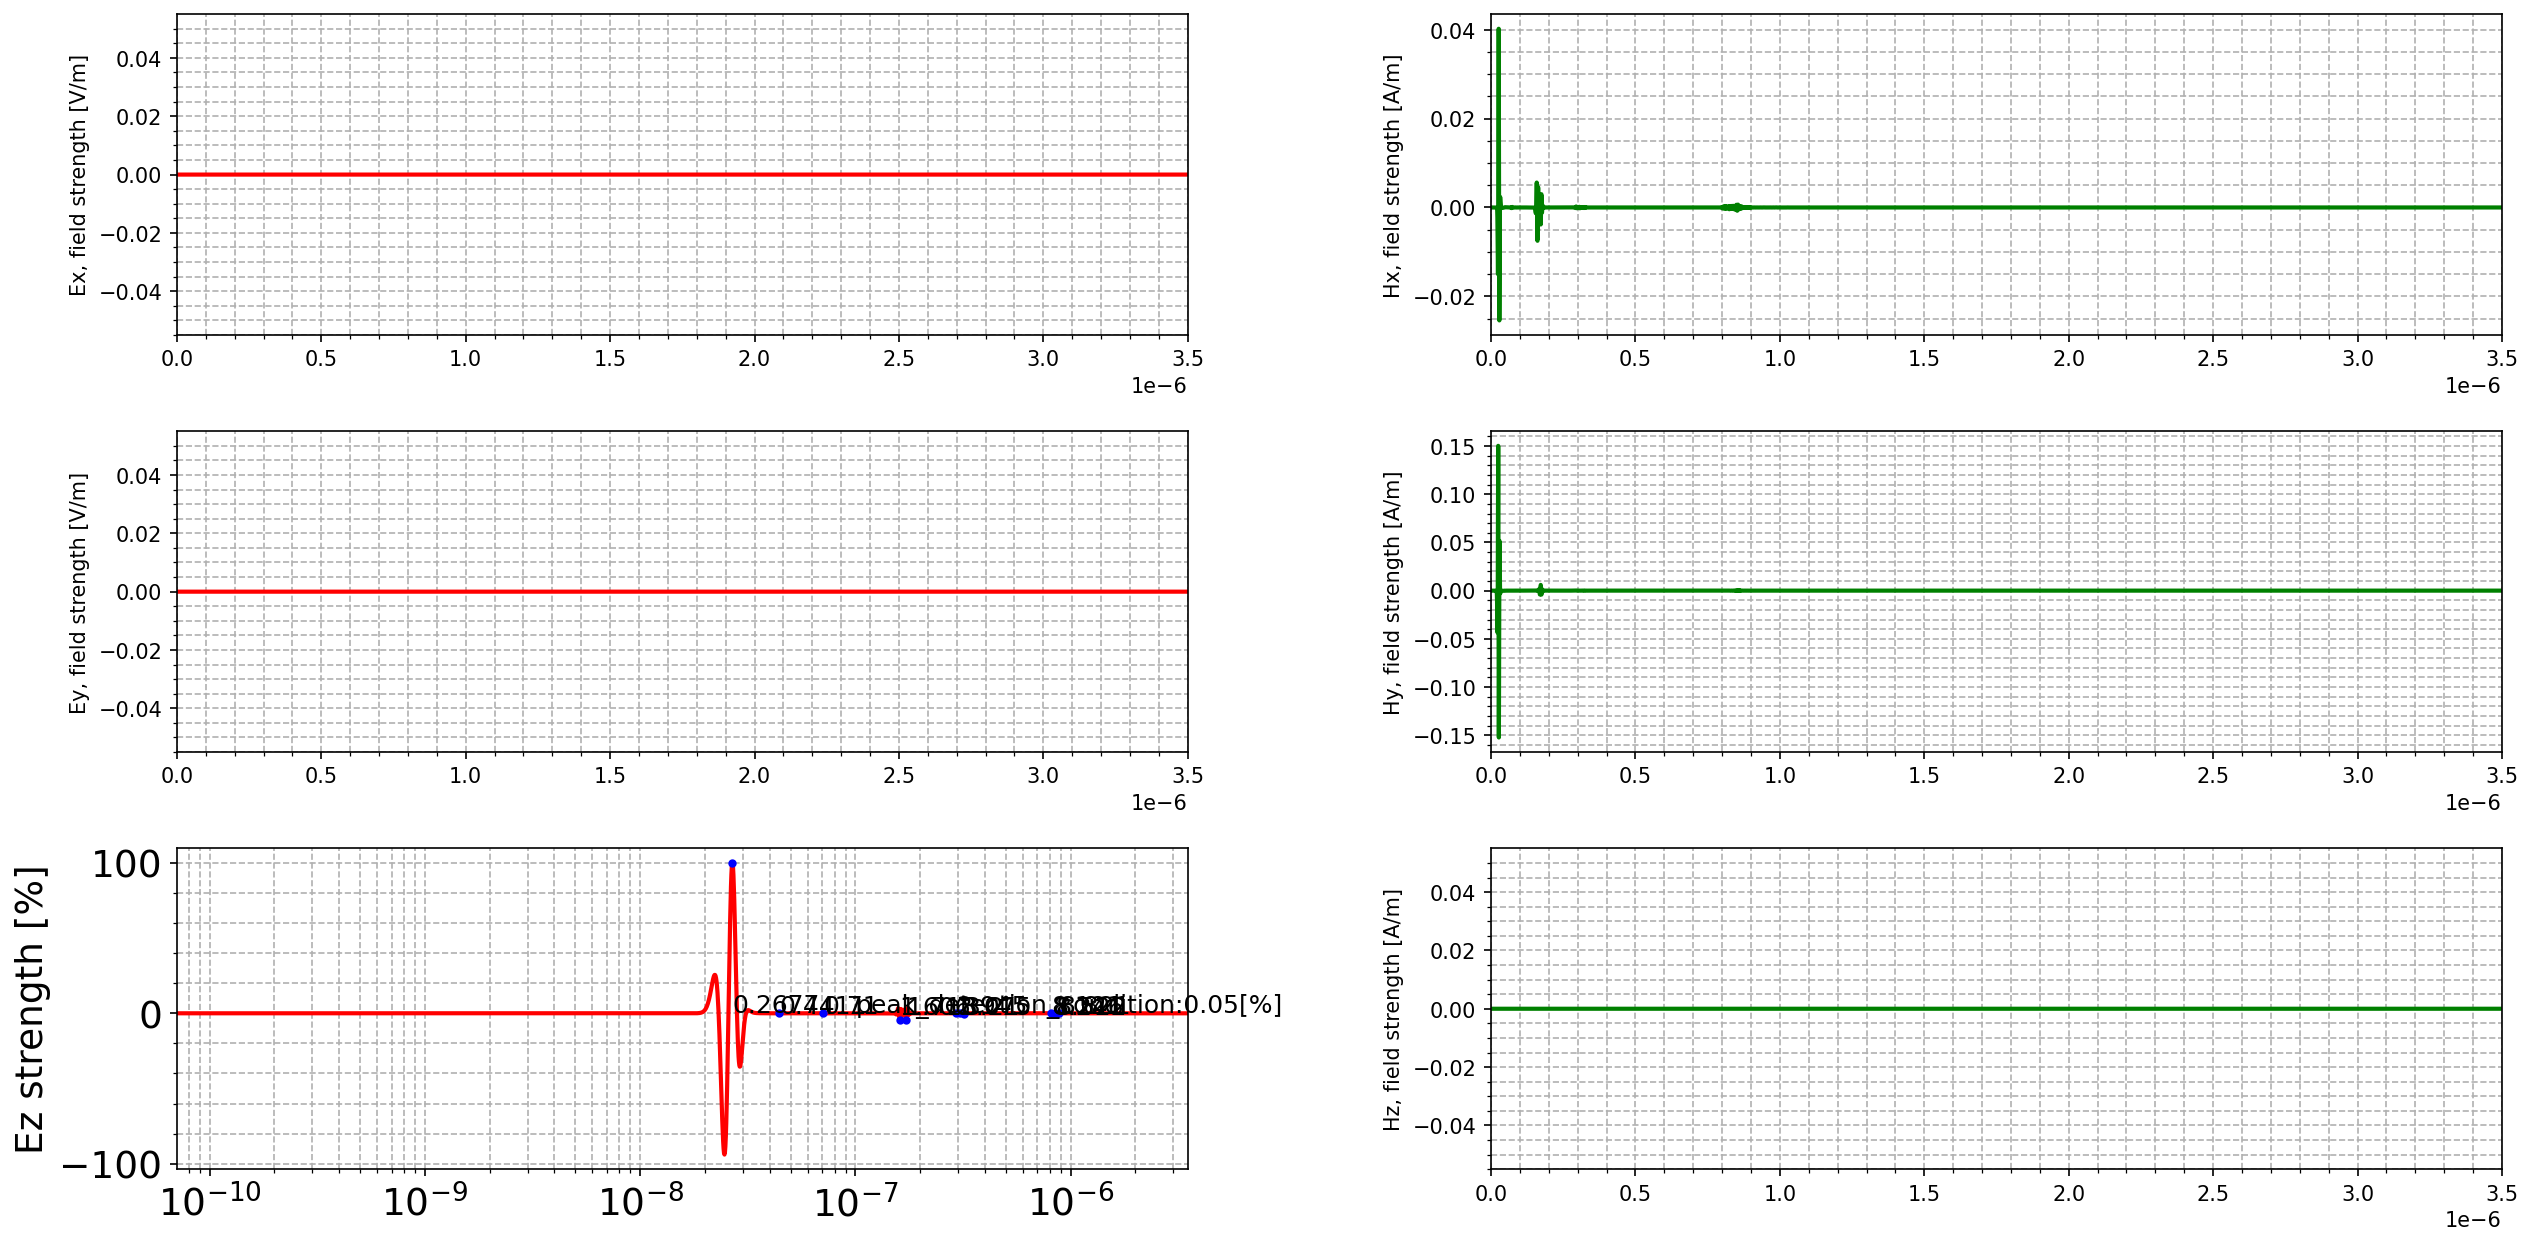 Ex, field strength [V/m]
0.04
0.02
0.00
−0.02
−0.04
0.0 0.5 1.0 1.5 2.0 2.5 3.0 3.5
1e−6
Hx, field strength [A/m]
0.04
0.02
0.00
−0.02
0.0 0.5 1.0 1.5 2.0 2.5 3.0 3.5
1e−6
Ey, field strength [V/m]
0.04
0.02
0.00
−0.02
−0.04
0.0 0.5 1.0 1.5 2.0 2.5 3.0 3.5
1e−6
Hy, field strength [A/m]
0.15
0.10
0.05
0.00
−0.05
−0.10
−0.15
0.0 0.5 1.0 1.5 2.0 2.5 3.0 3.5
1e−6
Ez strength [%]
100
0
−100
10⁻¹⁰ 10⁻⁹ 10⁻⁸ 10⁻⁷ 10⁻⁶
peak_detection_condition:0.05[%]
Hz, field strength [A/m]
0.04
0.02
0.00
−0.02
−0.04
0.0 0.5 1.0 1.5 2.0 2.5 3.0 3.5
1e−6